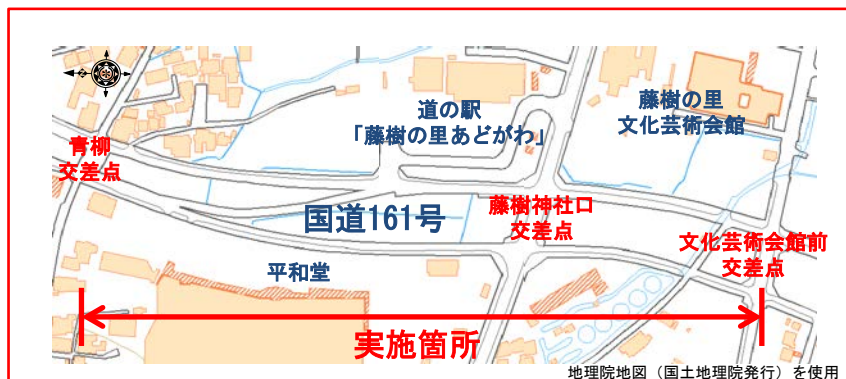 道の駅
「藤樹の里あどがわ」
藤樹の里
文化芸術会館
青柳
交差点
国道161号
藤樹神社口
交差点
文化芸術会館前
交差点
平和堂
実施箇所
地理院地図（国土地理院発行）を使用